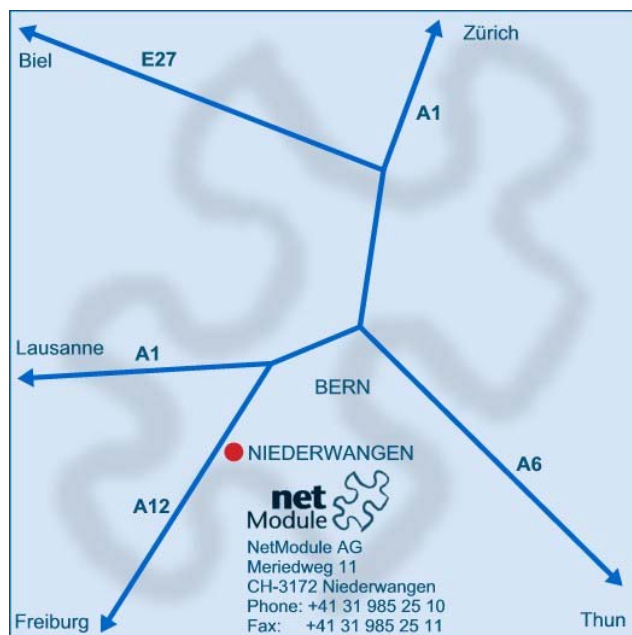 Zürich
Biel
E27
A1
Lausanne
A1
BERN
NIEDERWANGEN
A6
A12
net
Module
NetModule AG
Meriedweg 11
CH-3172 Niederwangen
Phone: +41 31 985 25 10
Fax: +41 31 985 25 11
Freiburg
Thun